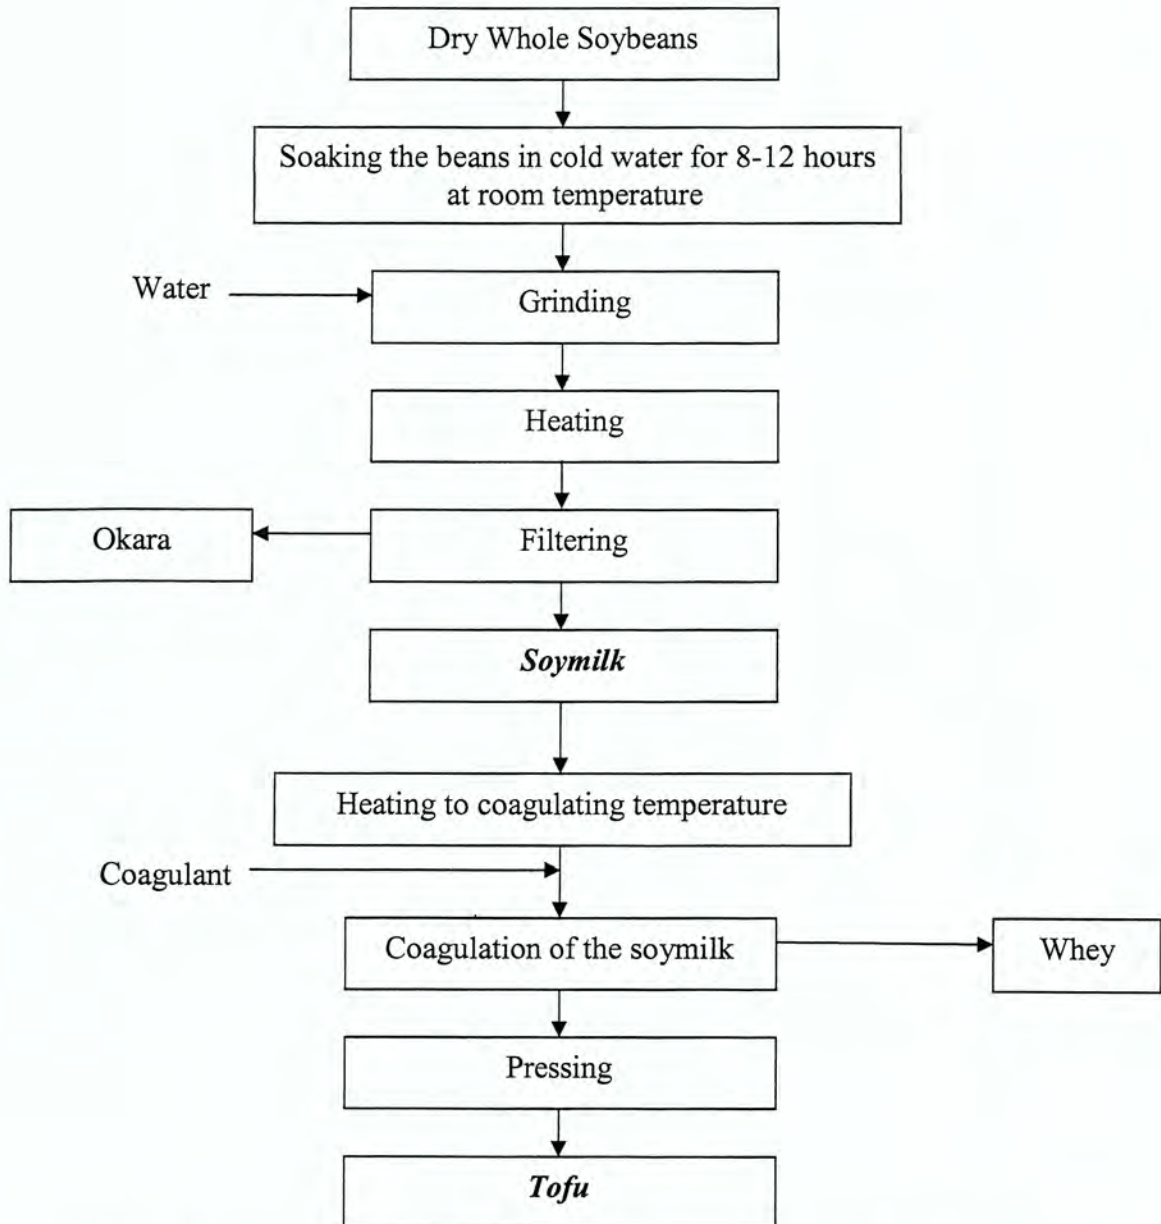 Dry Whole Soybeans
Soaking the beans in cold water for 8-12 hours
at room temperature
Water
Grinding
Heating
Okara
Filtering
Soymilk
Heating to coagulating temperature
Coagulant
Coagulation of the soymilk
Whey
Pressing
Tofu